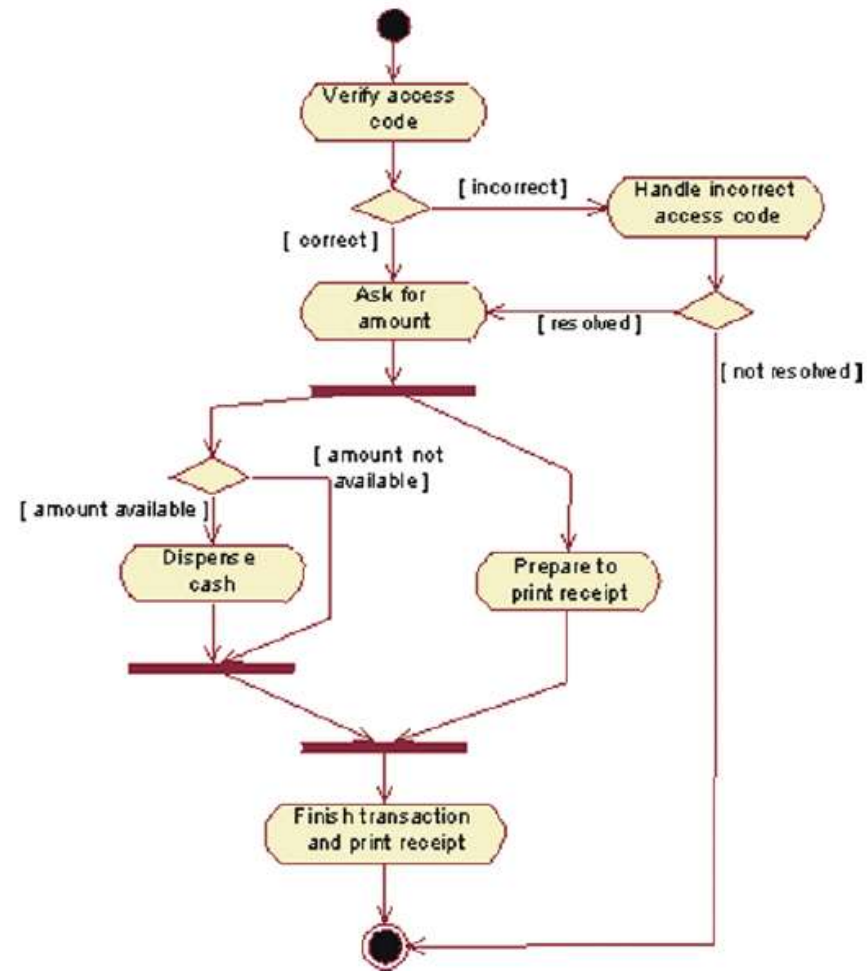 Verify access
code
[ incorrect ]
Handle incorrect
access code
[ correct ]
Ask for
amount
[ resolved ]
[ not resolved ]
[ amount not
available ]
[ amount available ]
Dispense
cash
Prepare to
print receipt
Finish transaction
and print receipt